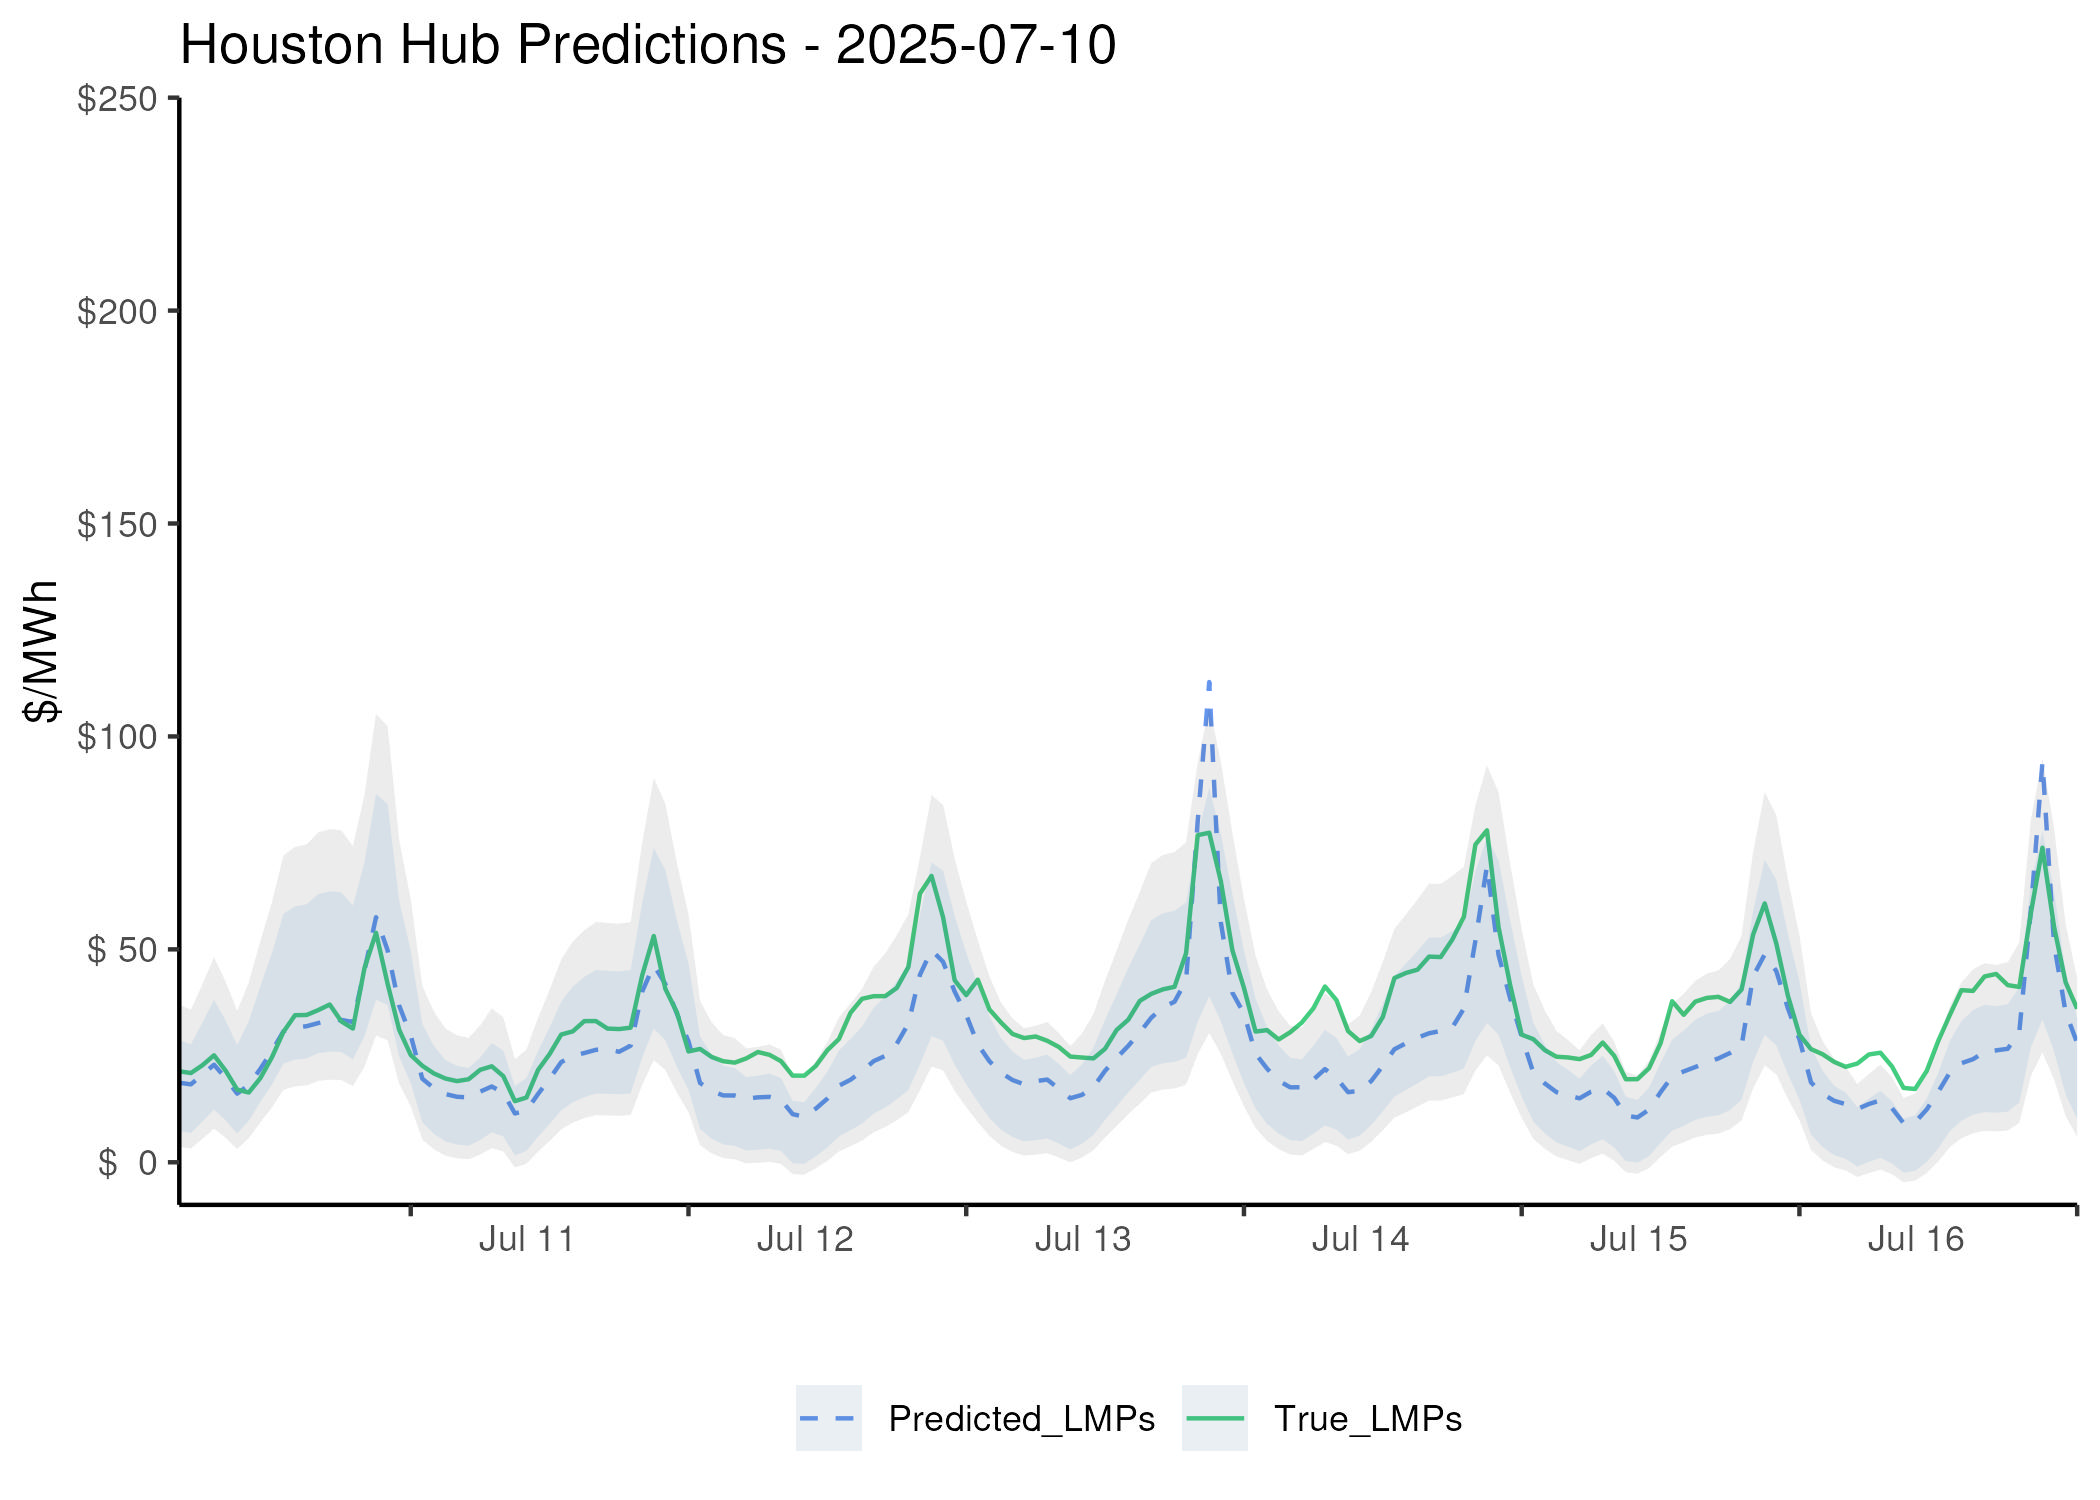 Houston Hub Predictions - 2025-07-10
$250
$200
$150
$100
$ 50
$ 0
$/MWh
Jul 11 Jul 12 Jul 13 Jul 14 Jul 15 Jul 16
Predicted_LMPs True_LMPs